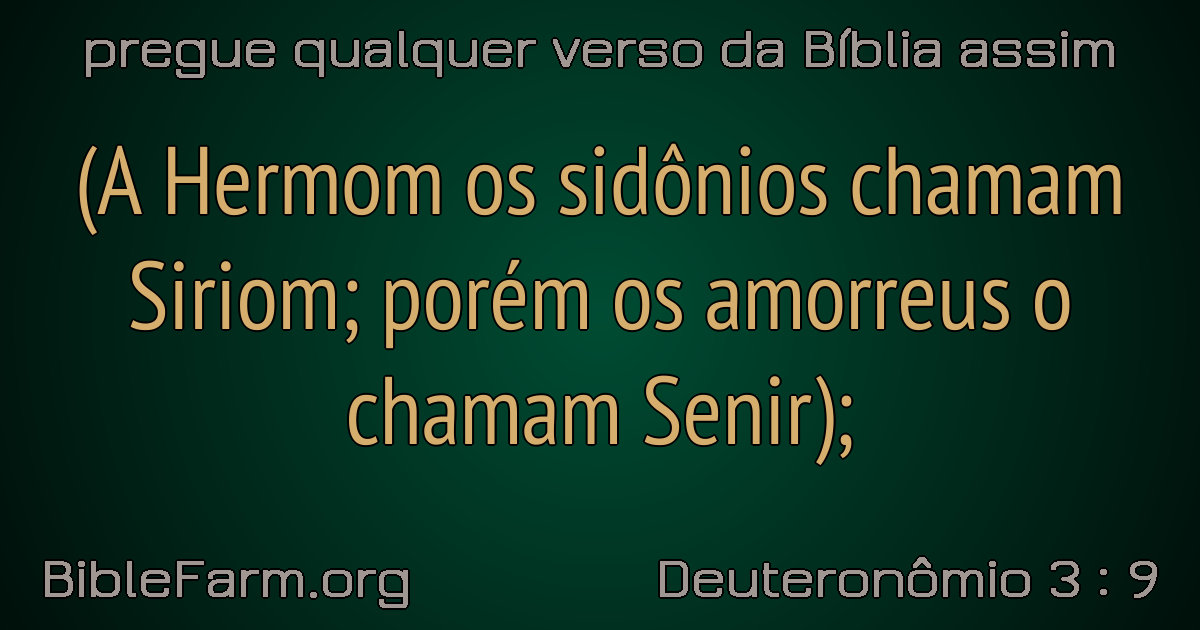 pregue qualquer verso da Bíblia assim
(A Hermom os sidônios chamam
Siriom; porém os amorreus o
chamam Senir);
BibleFarm.org
Deuteronômio 3 : 9